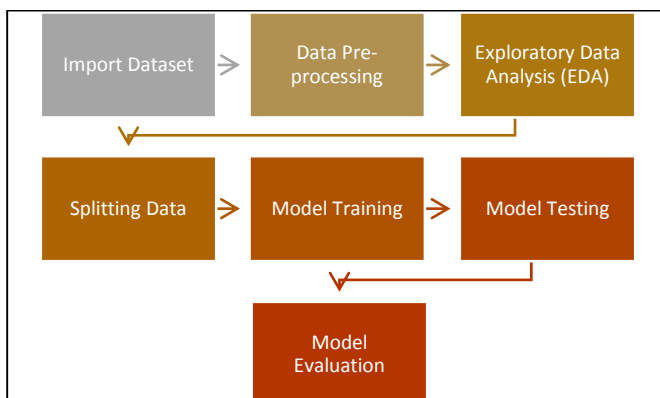 Import Dataset
Data Pre-
processing
Exploratory Data
Analysis (EDA)
Splitting Data
Model Training
Model Testing
Model
Evaluation